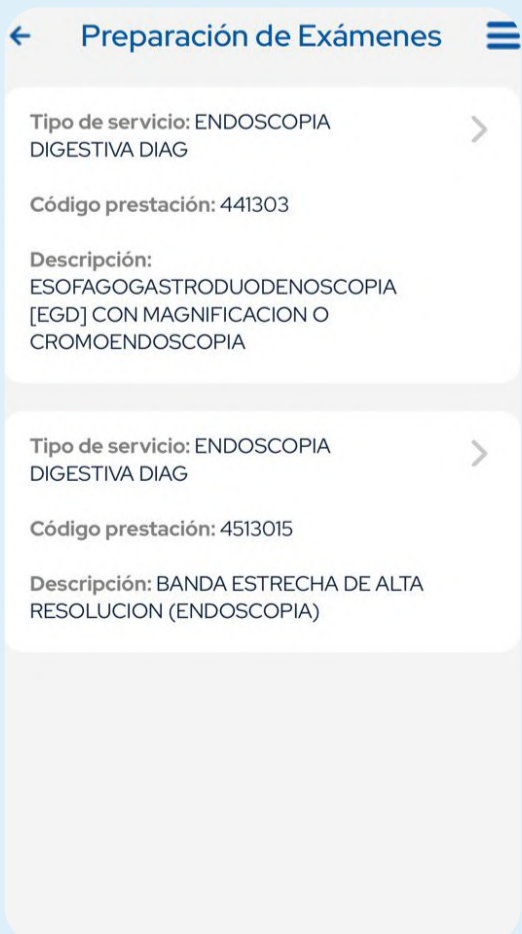 Preparación de Exámenes
Tipo de servicio: ENDOSCOPIA
DIGESTIVA DIAG
Código prestación: 441303
Descripción:
ESOFAGOGASTRODUODENOSCOPIA
[EGD] CON MAGNIFICACION O
CROMOENDOSCOPIA
Tipo de servicio: ENDOSCOPIA
DIGESTIVA DIAG
Código prestación: 4513015
Descripción: BANDA ESTRECHA DE ALTA
RESOLUCION (ENDOSCOPIA)